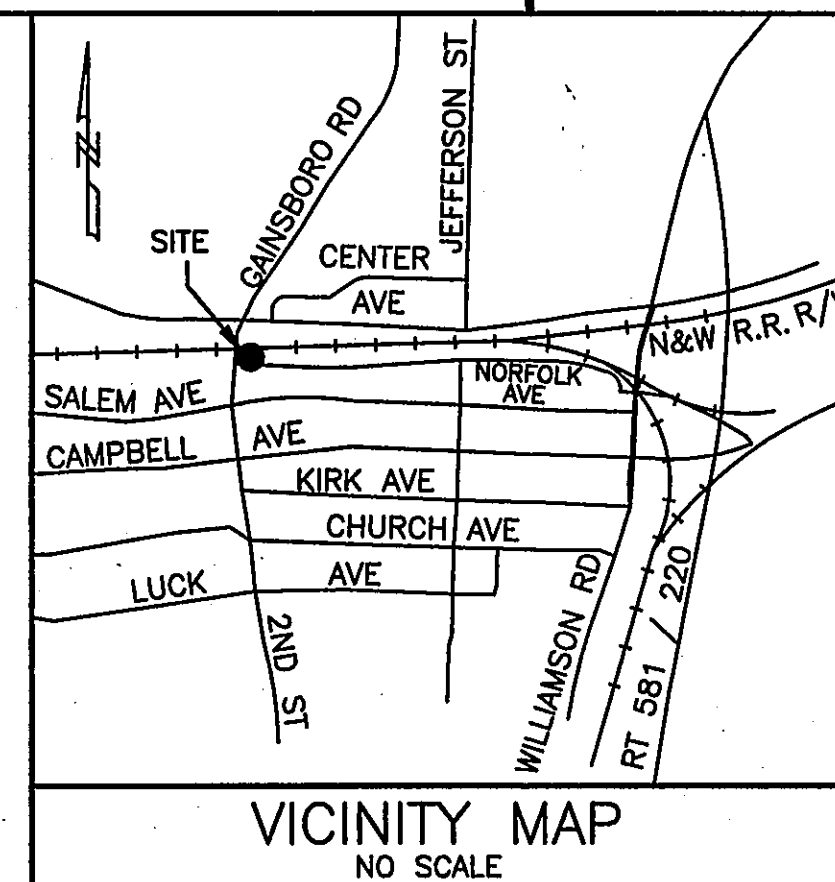 N
JEFFERSON ST
GAINSBORO RD
SITE
CENTER
AVE
N&W R.R. R/
NORFOLK
AVE
SALEM AVE
CAMPBELL AVE
KIRK AVE
CHURCH AVE
LUCK AVE
2ND ST
WILLIAMSON RD
RT 581 / 220
VICINITY MAP
NO SCALE